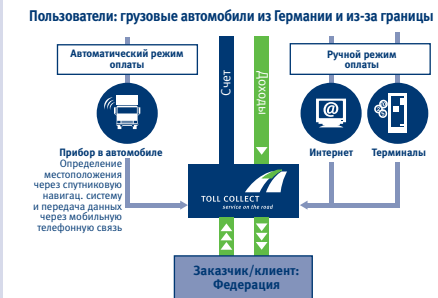 Пользователи: грузовые автомобили из Германии и из-за границы
Автоматический режим
оплаты
Счет
Доходы
Ручной режим
оплаты
@
Прибор в автомобиле
Определение
местоположения
через спутниковую
навигац. систему
и передача данных
через мобильную
телефонную связь
Интернет
Терминалы
TOLL COLLECT
service on the road
Заказчик/клиент:
Федерация